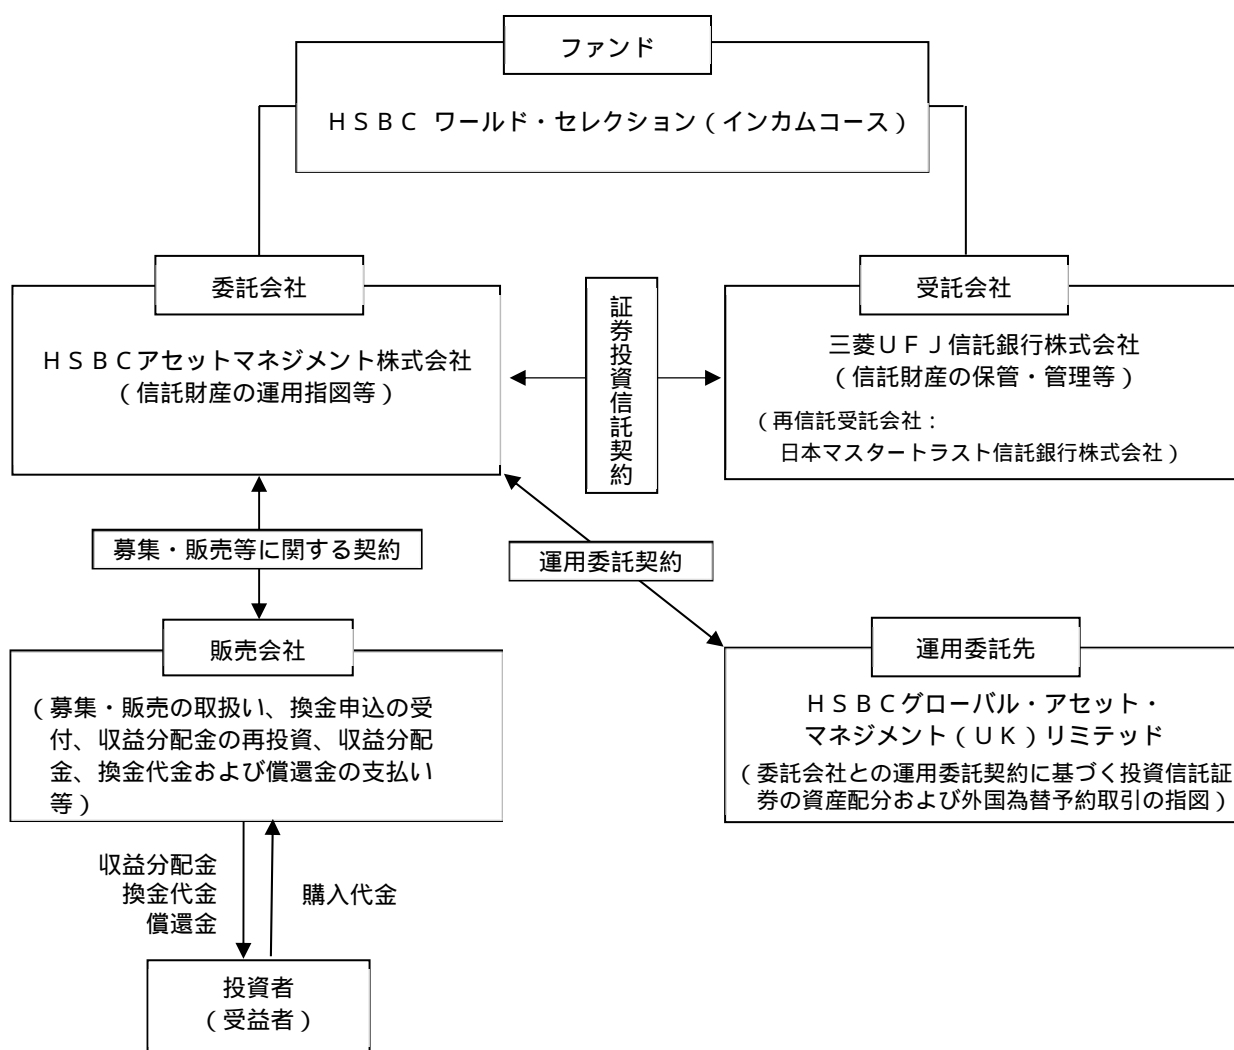 ファンド
ＨＳＢＣ ワールド・セレクション（インカムコース）
委託会社
ＨＳＢＣアセットマネジメント株式会社
（信託財産の運用指図等）
証券投資信託契約
受託会社
三菱ＵＦＪ信託銀行株式会社
（信託財産の保管・管理等）
（再信託受託会社：
日本マスタートラスト信託銀行株式会社）
募集・販売等に関する契約
運用委託契約
販売会社
（募集・販売の取扱い、換金申込の受
付、収益分配金の再投資、収益分配
金、換金代金および償還金の支払い
等）
運用委託先
ＨＳＢＣグローバル・アセット・
マネジメント（ＵＫ）リミテッド
（委託会社との運用委託契約に基づく投資信託証
券の資産配分および外国為替予約取引の指図）
収益分配金
換金代金
償還金
購入代金
投資者
（受益者）